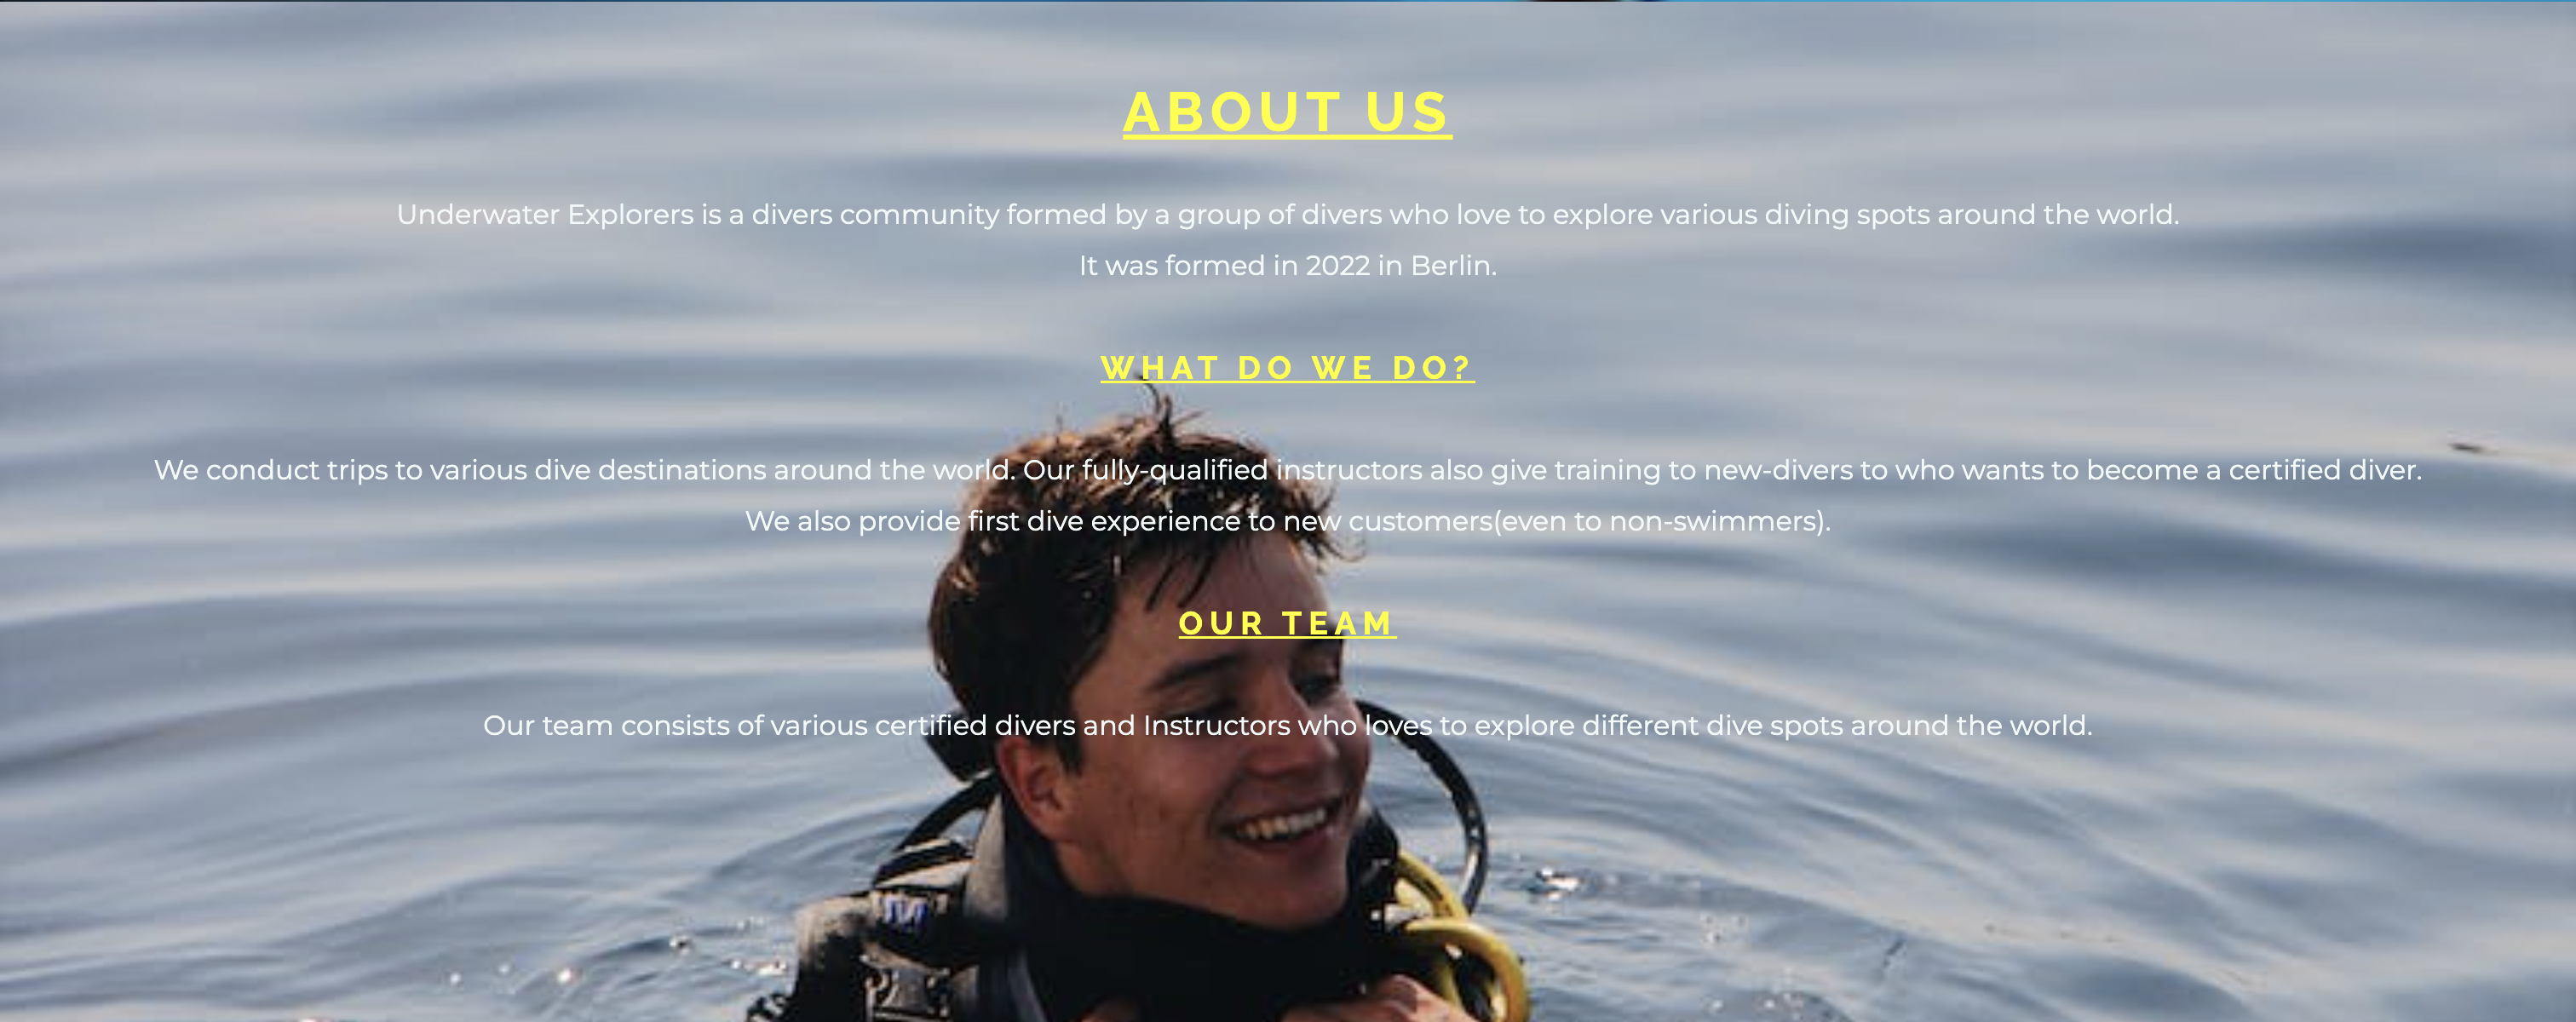 ABOUT US
Underwater Explorers is a divers community formed by a group of divers who love to explore various diving spots around the world.
It was formed in 2022 in Berlin.
WHAT DO WE DO?
We conduct trips to various dive destinations around the world. Our fully-qualified instructors also give training to new-divers to who wants to become a certified diver.
We also provide first dive experience to new customers(even to non-swimmers).
OUR TEAM
Our team consists of various certified divers and Instructors who loves to explore different dive spots around the world.